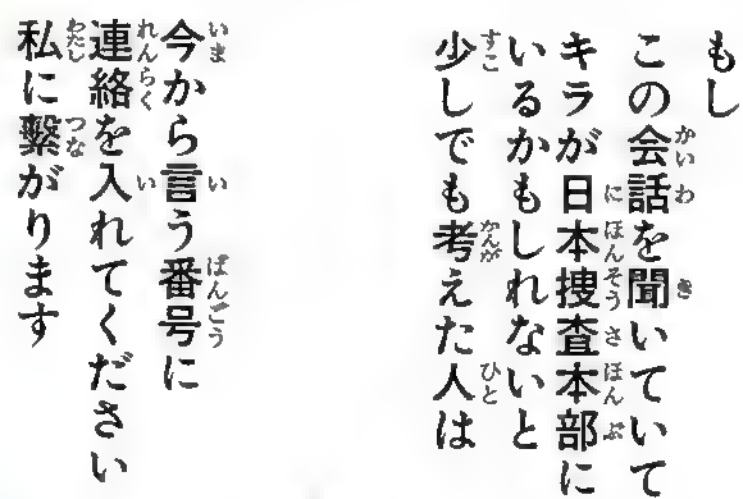 もし
この会話を聞いていて
キラが日本捜査本部に
いるかもしれないと
少しでも考えた人は
今から言う番号に
連絡を入れてください
私に繋がります